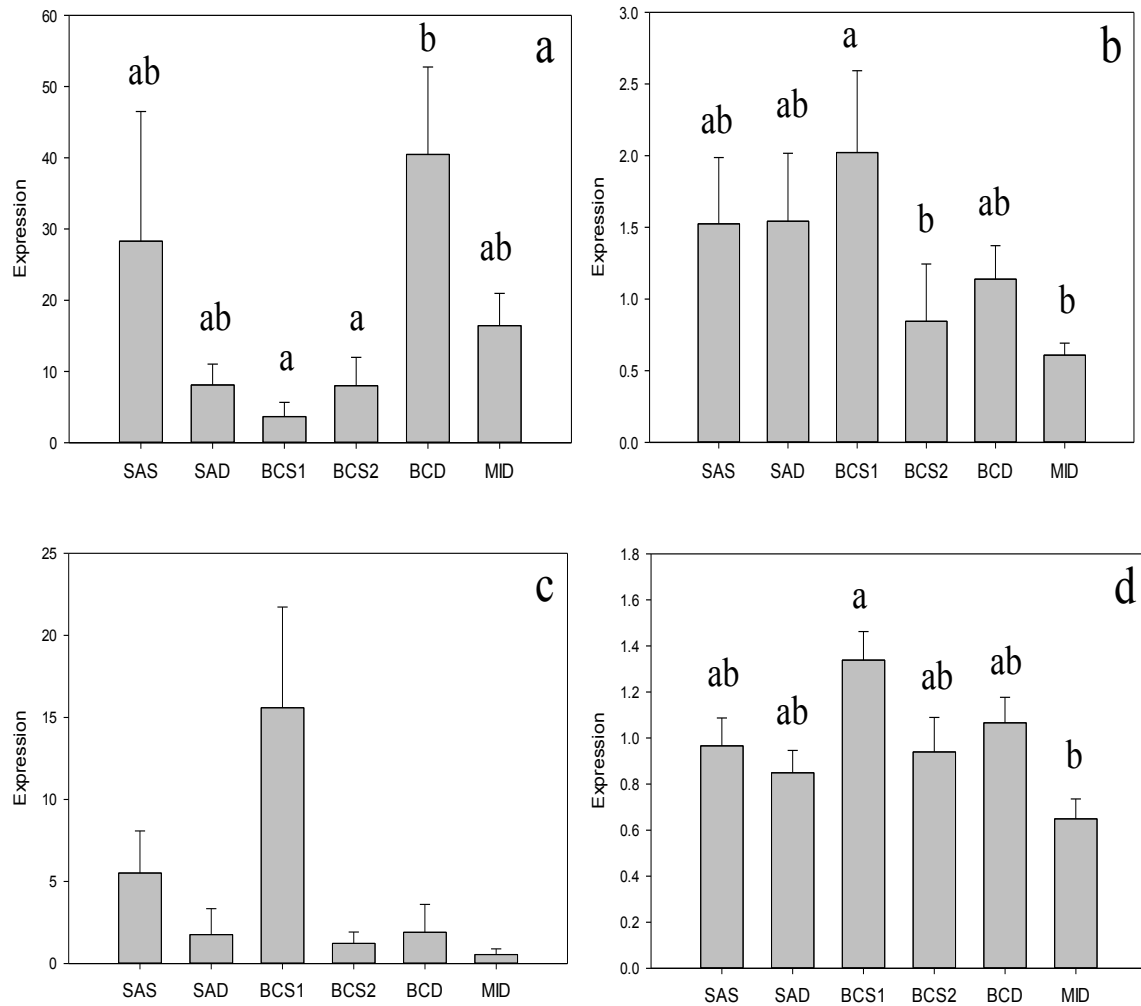 a
Expression
60
50
40
30
20
10
0
ab
ab
a
a
b
ab
SAS SAD BCS1 BCS2 BCD MID
b
Expression
3.0
2.5
2.0
1.5
1.0
0.5
0.0
ab
ab
a
b
ab
b
SAS SAD BCS1 BCS2 BCD MID
c
Expression
25
20
15
10
5
0
SAS SAD BCS1 BCS2 BCD MID
d
Expression
1.8
1.6
1.4
1.2
1.0
0.8
0.6
0.4
0.2
0.0
ab
ab
a
ab
ab
b
SAS SAD BCS1 BCS2 BCD MID